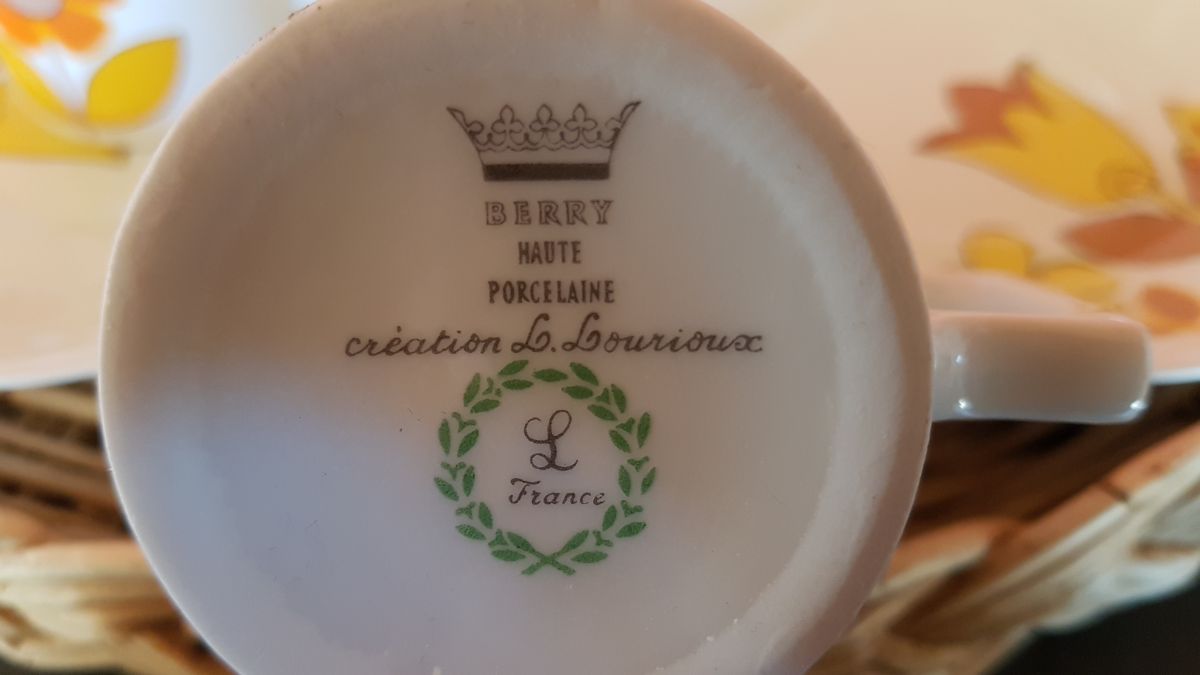 BERRY
HAUTE
PORCELAINE
création L. Lourioux
L
France